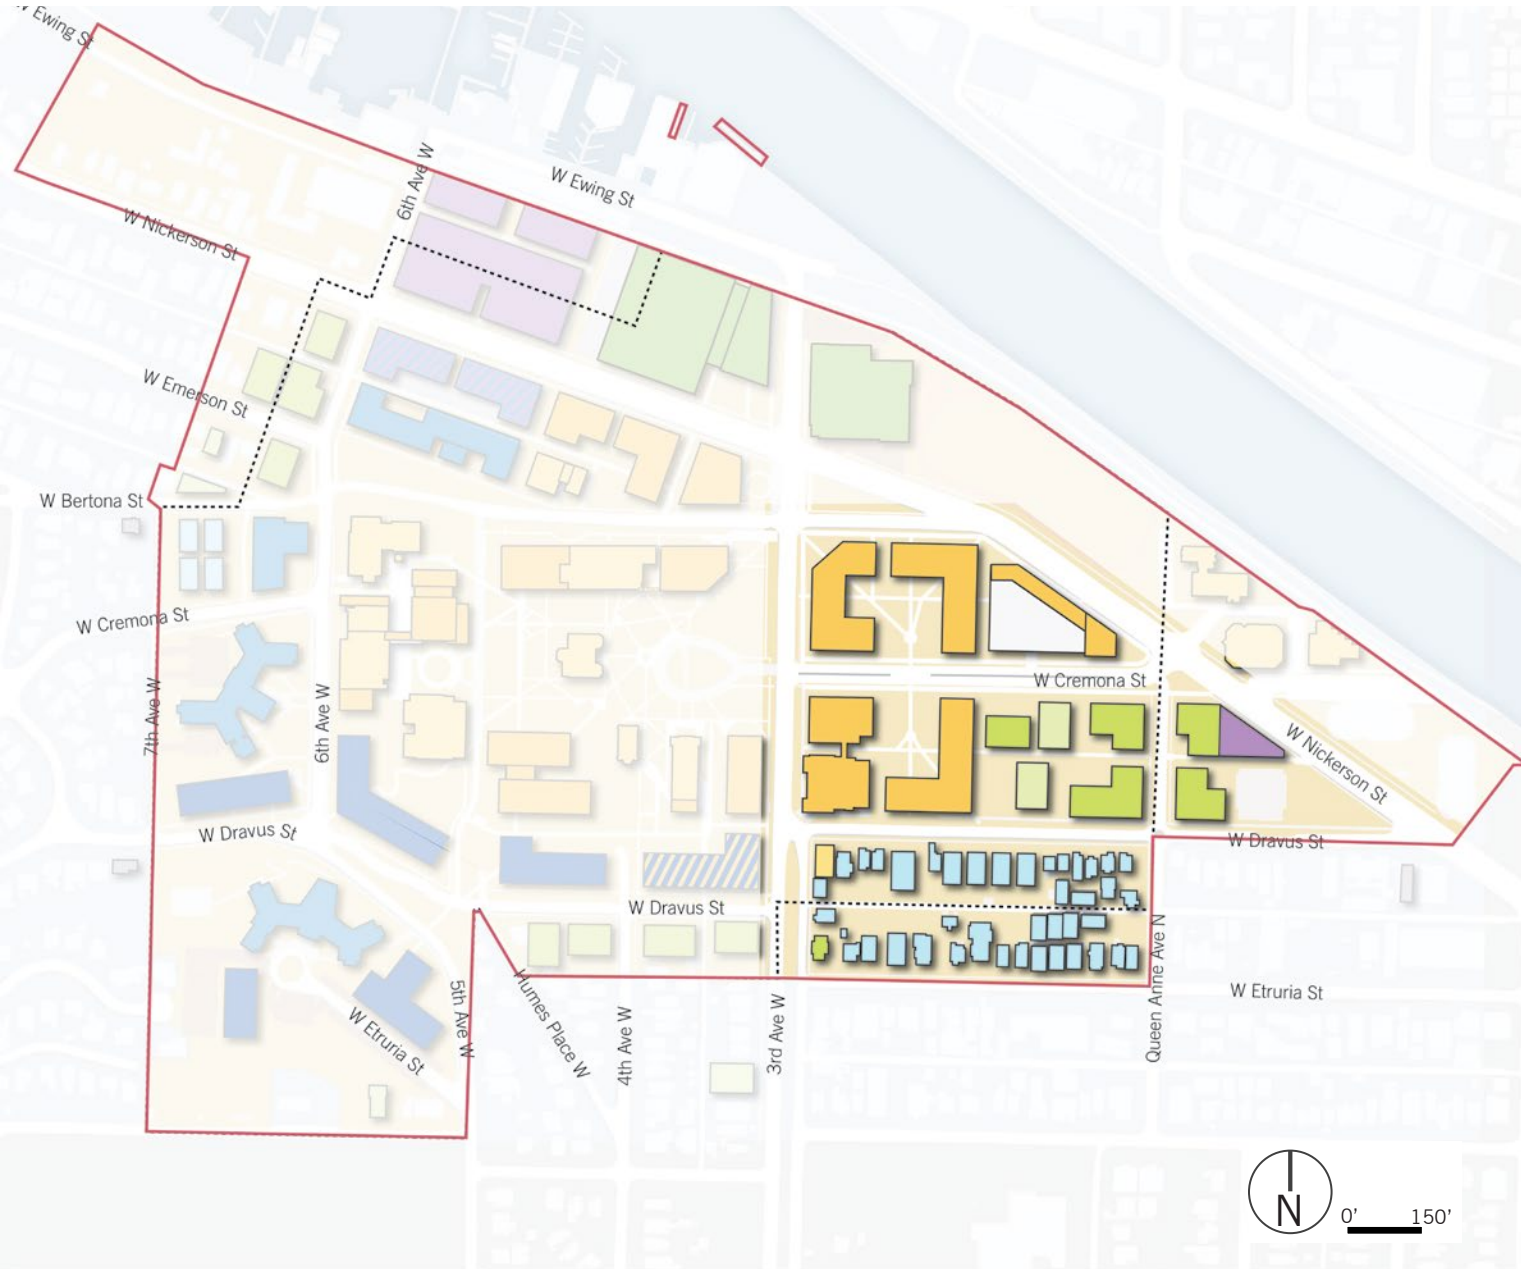 W Ewing St
6th Ave W
W Ewing St
W Nickerson St
W Emerson St
W Bertona St
W Cremona St
W Cremona St
7th Ave W
6th Ave W
W Nickerson St
W Dravus St
W Dravus St
W Dravus St
Queen Anne Ave N
5th Ave W
Humes Place W
W Etruria St
W Etruria St
4th Ave W
3rd Ave W
N
0' 150'